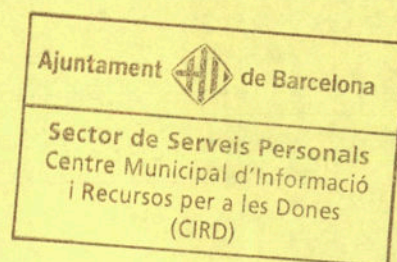 Ajuntament de Barcelona
Sector de Serveis Personals
Centre Municipal d'Informació
i Recursos per a les Dones
(CIRD)